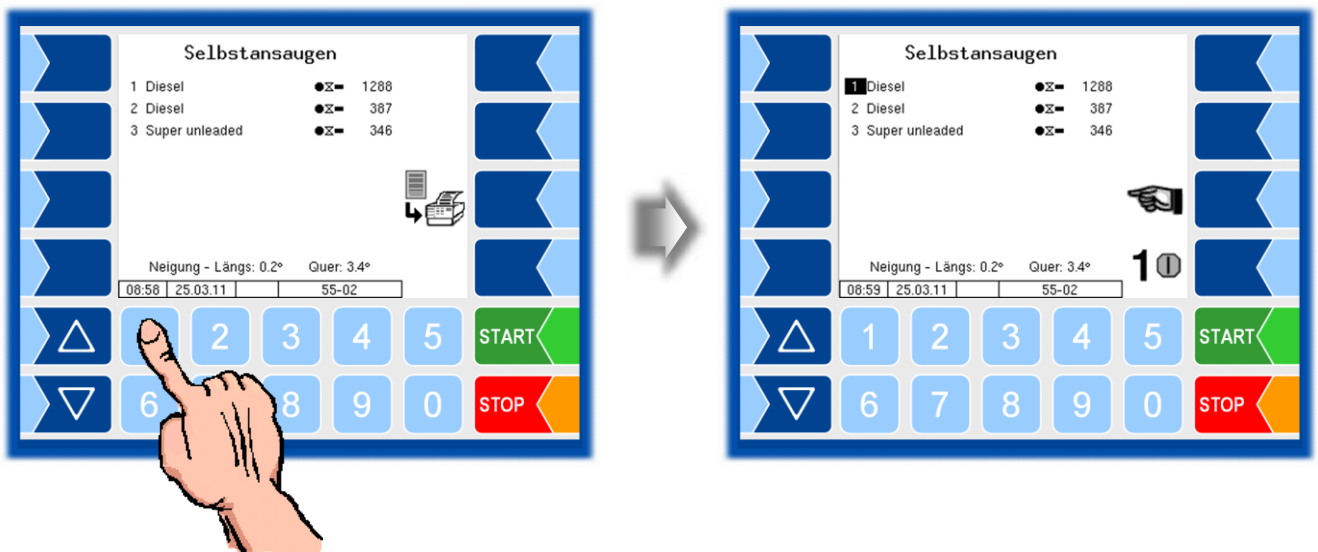 Selbstansaugen
1 Diesel 1288
2 Diesel 387
3 Super unleaded 346
Neigung - Längs: 0.2° Quer: 3.4°
08:58 25.03.11 55-02
2 3 4 5 START
6 8 9 0 STOP
Selbstansaugen
1 Diesel 1288
2 Diesel 387
3 Super unleaded 346
1
Neigung - Längs: 0.2° Quer: 3.4°
08:59 25.03.11 55-02
1 2 3 4 5 START
6 7 8 9 0 STOP